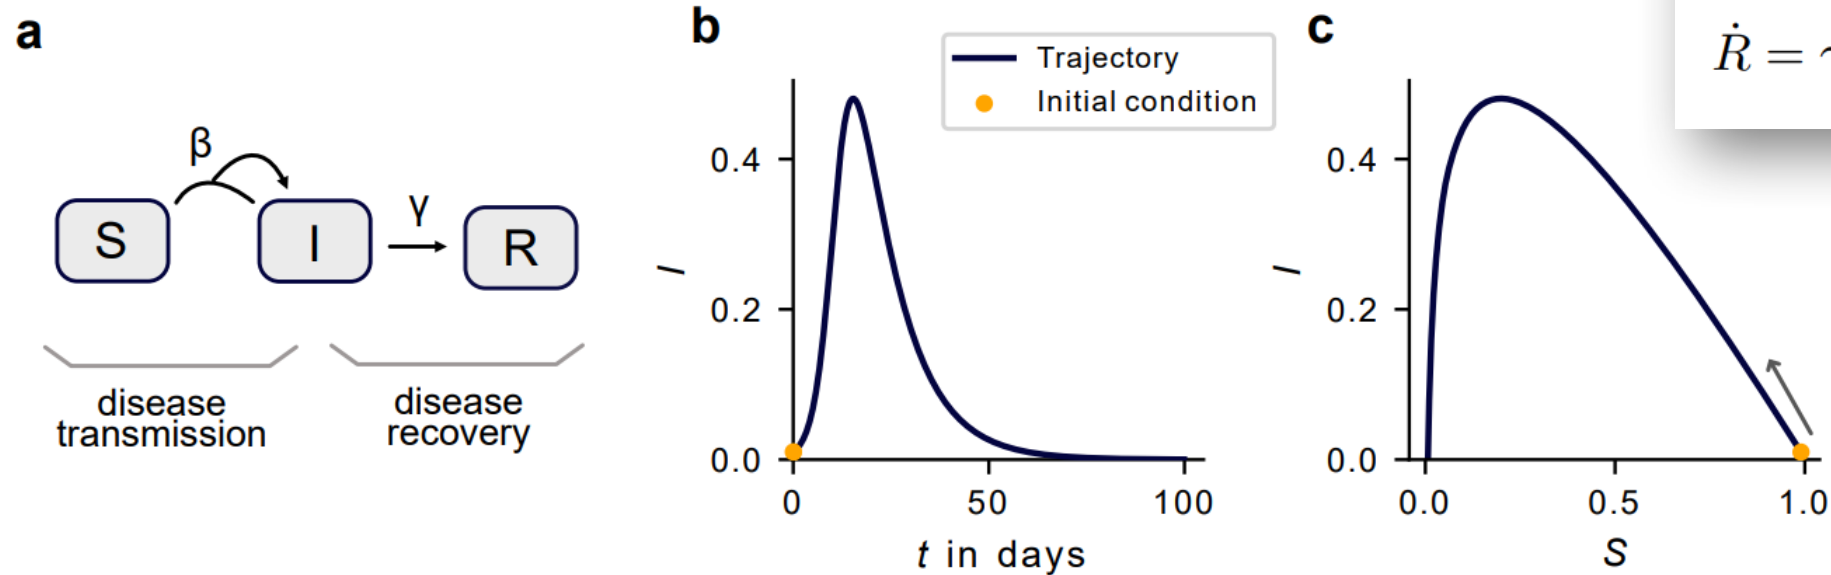 a
β
S
I
γ
R
disease
transmission
disease
recovery
b
Trajectory
Initial condition
I
0.4
0.2
0.0
0
50
100
t in days
c
I
0.4
0.2
0.0
0.0
0.5
1.0
S
Ṙ =